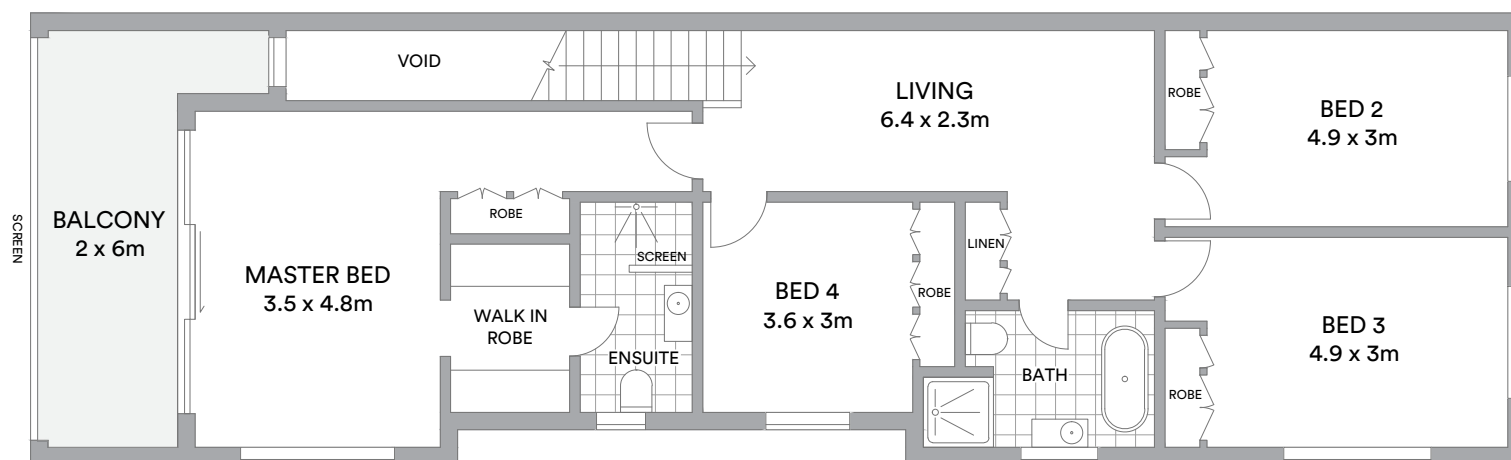 VOID
LIVING
6.4 x 2.3m
ROBE
BED 2
4.9 x 3m
SCREEN
BALCONY
2 x 6m
MASTER BED
3.5 x 4.8m
ROBE
WALK IN
ROBE
SCREEN
ENSUITE
BED 4
3.6 x 3m
ROBE
LINEN
BATH
BED 3
4.9 x 3m
ROBE